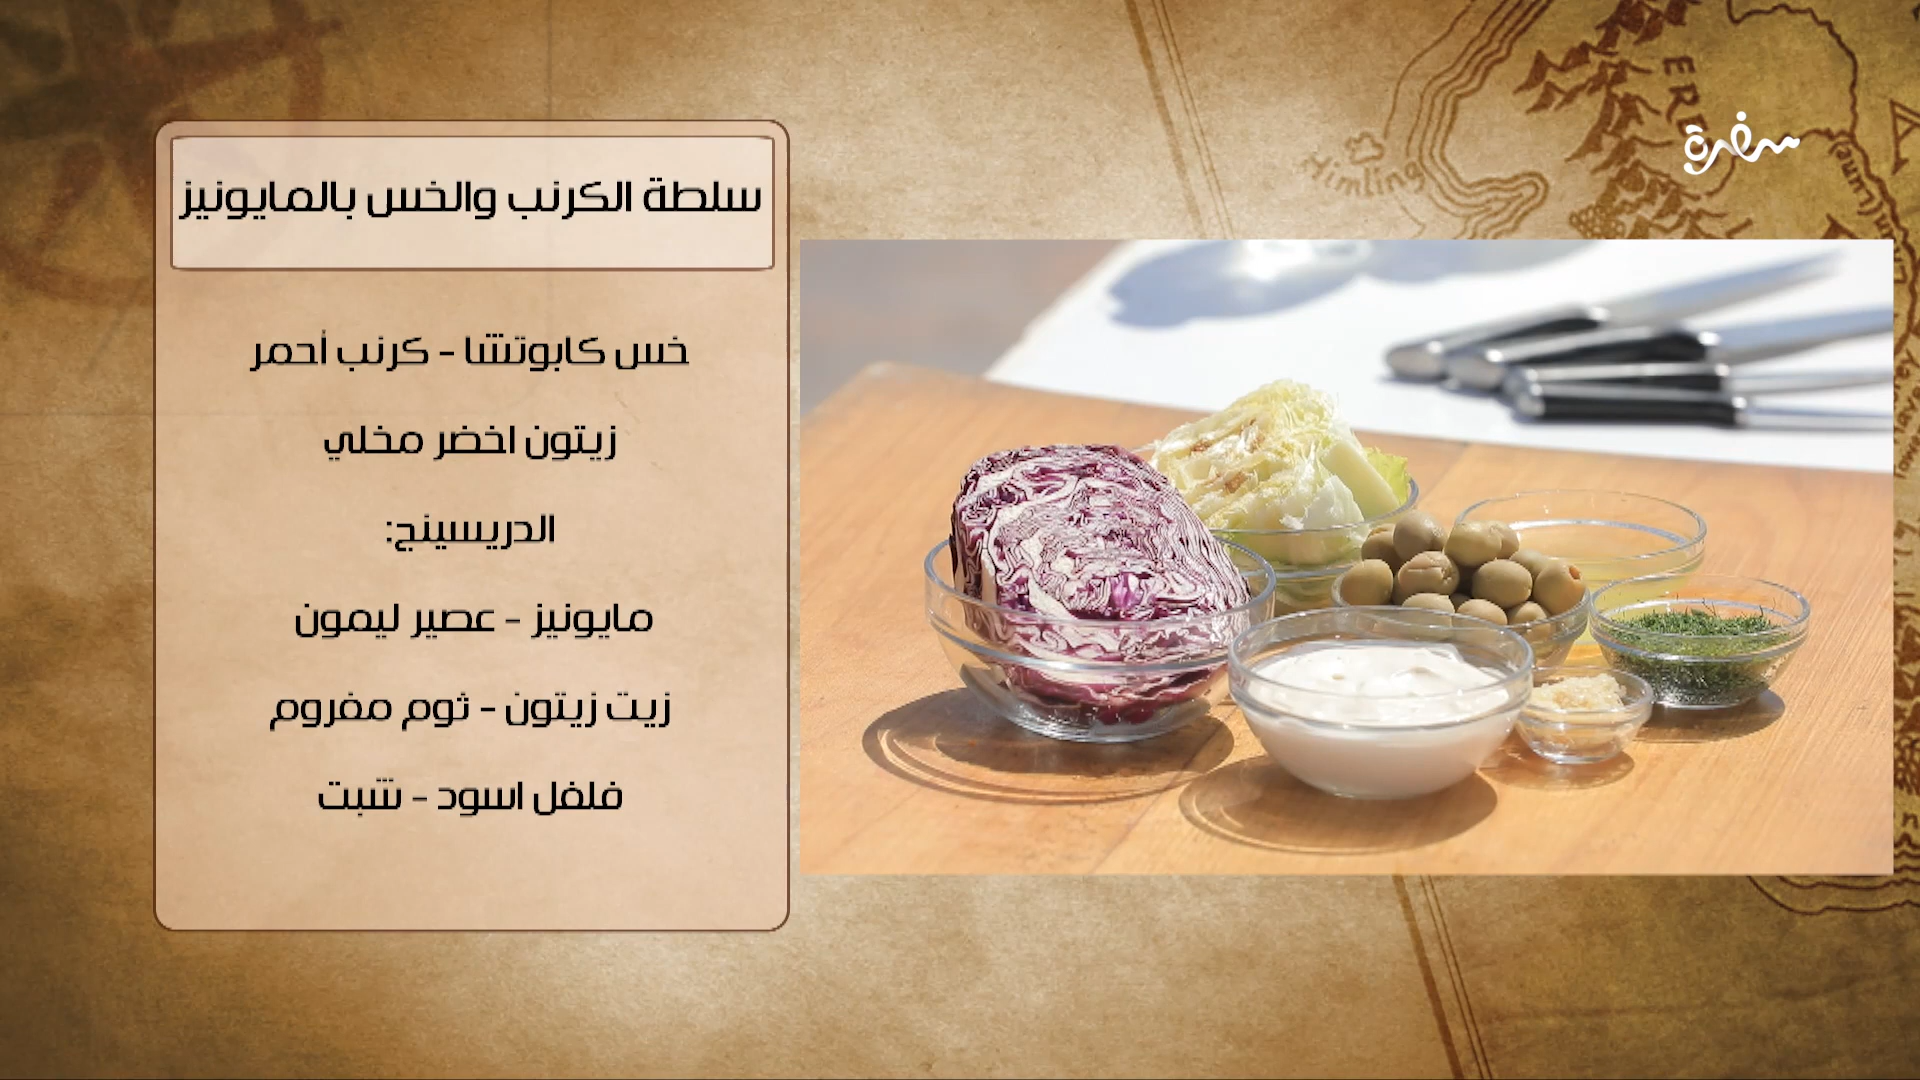 سفرة
سلطة الكرنب والخس بالمايونيز
خس كابوتشا - كرنب أحمر
زيتون اخضر مخلي
الدريسينج:
مايونيز - عصير ليمون
زيت زيتون - ثوم مفروم
فلفل اسود - شبت
Himling